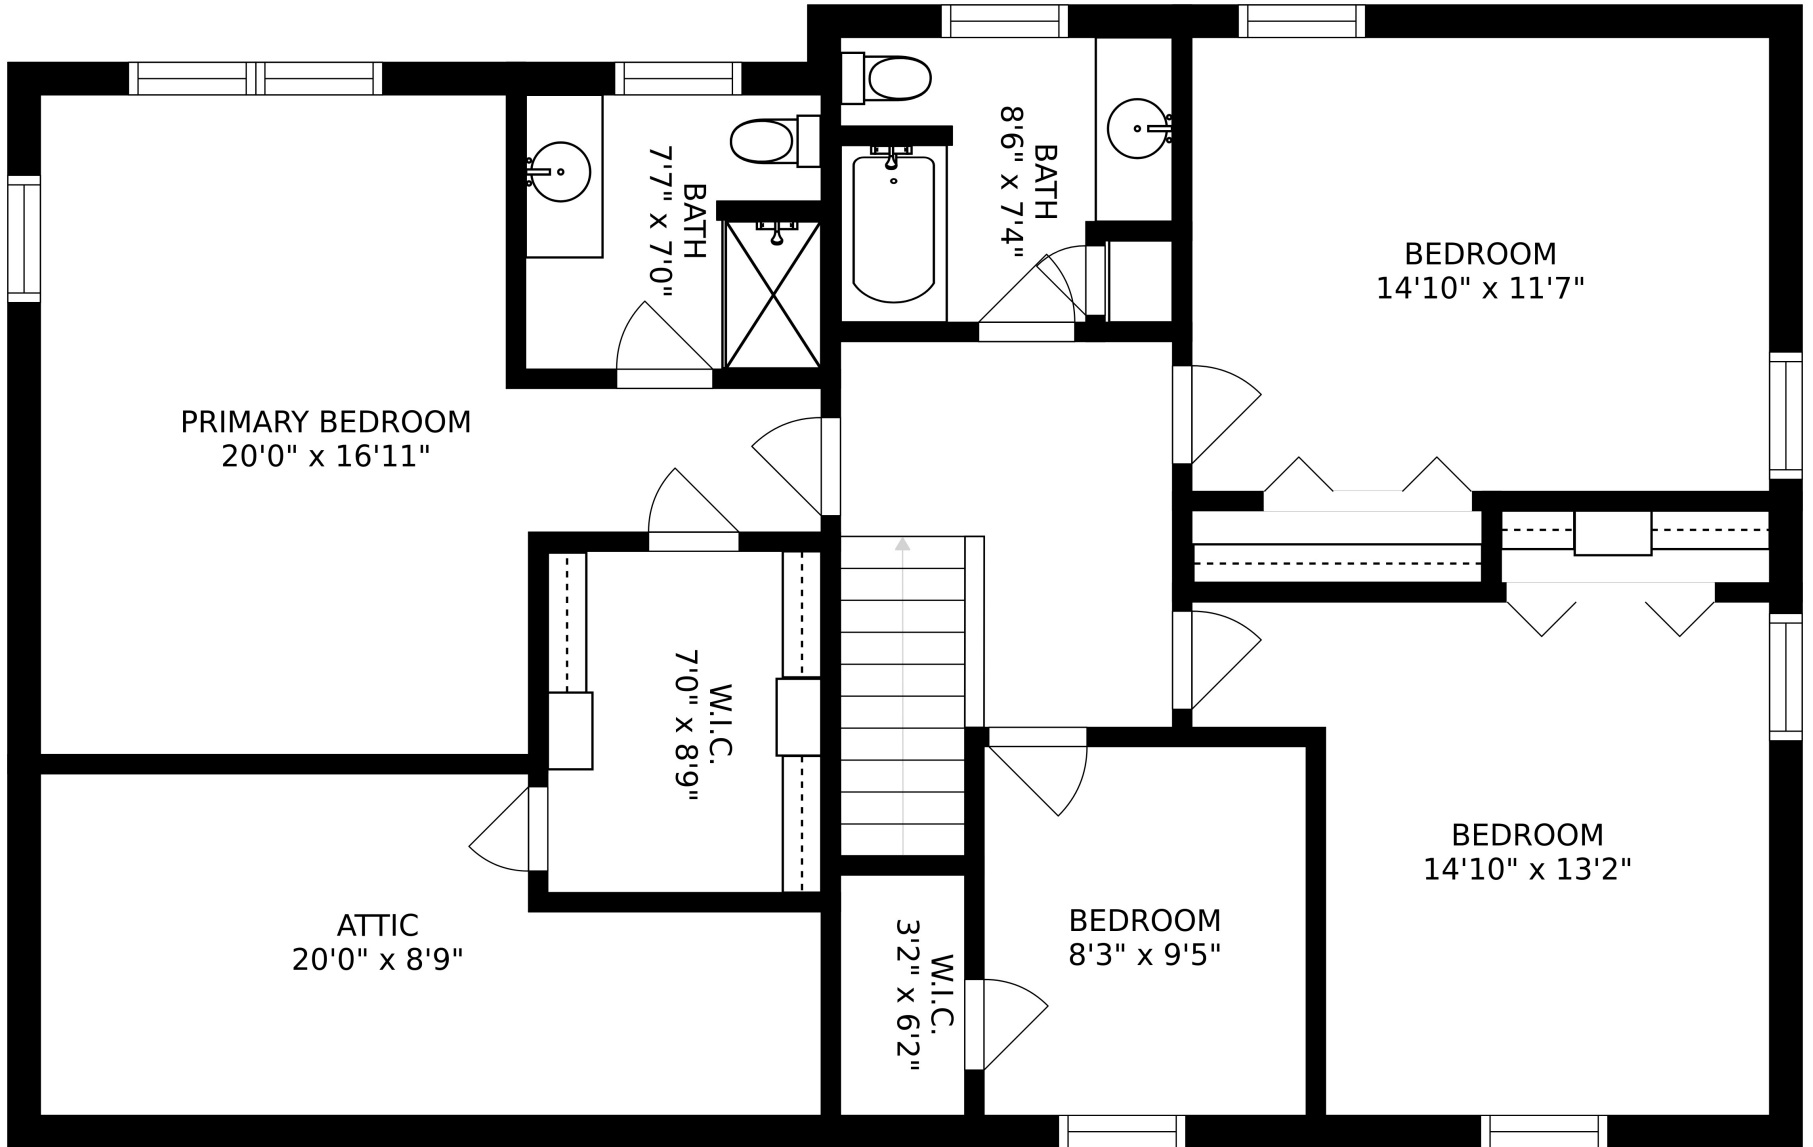 BATH
7'7" x 7'0"
BATH
8'6" x 7'4"
BEDROOM
14'10" x 11'7"
PRIMARY BEDROOM
20'0" x 16'11"
W.I.C.
7'0" x 8'9"
BEDROOM
14'10" x 13'2"
ATTIC
20'0" x 8'9"
W.I.C.
3'2" x 6'2"
BEDROOM
8'3" x 9'5"